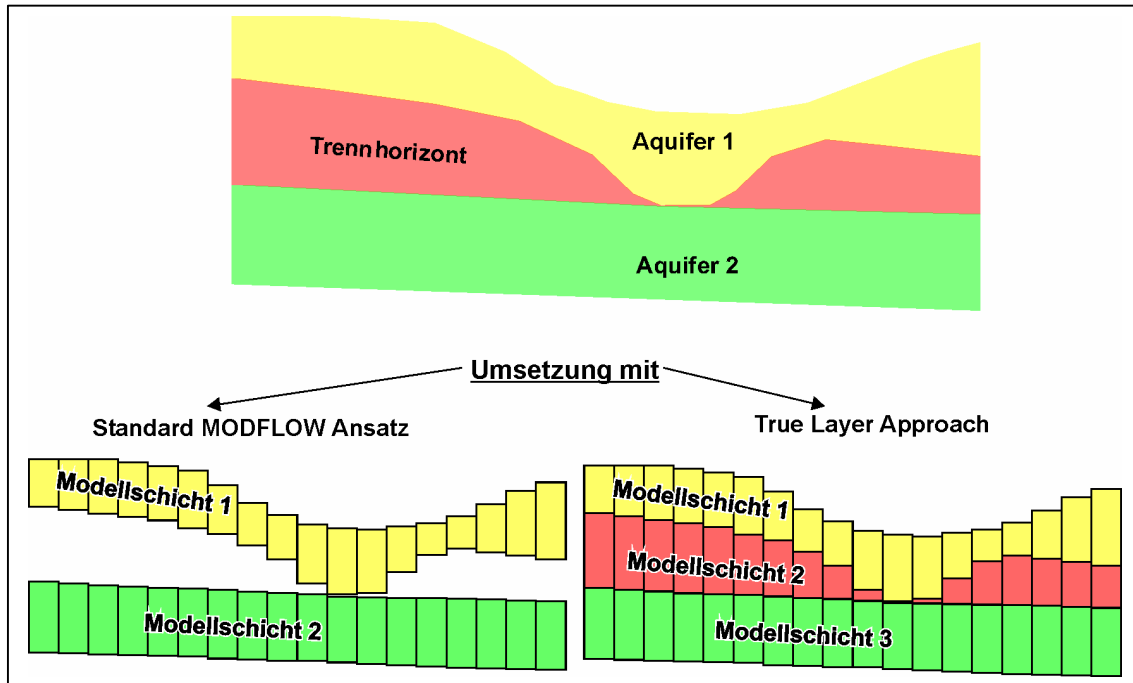 Aquifer 1
Trennhorizont
Aquifer 2
Umsetzung mit
Standard MODFLOW Ansatz
True Layer Approach
Modellschicht 1
Modellschicht 2
Modellschicht 1
Modellschicht 2
Modellschicht 3